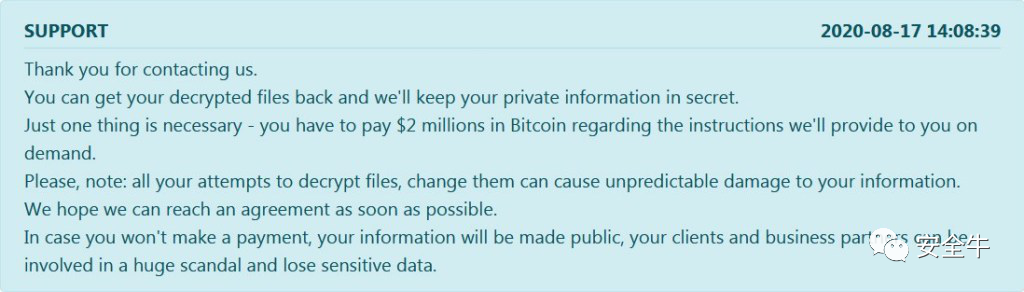 SUPPORT 2020-08-17 14:08:39
Thank you for contacting us.
You can get your decrypted files back and we'll keep your private information in secret.
Just one thing is necessary - you have to pay $2 millions in Bitcoin regarding the instructions we'll provide to you on
demand.
Please, note: all your attempts to decrypt files, change them can cause unpredictable damage to your information.
We hope we can reach an agreement as soon as possible.
In case you won't make a payment, your information will be made public, your clients and business partners can be
involved in a huge scandal and lose sensitive data.
安全牛